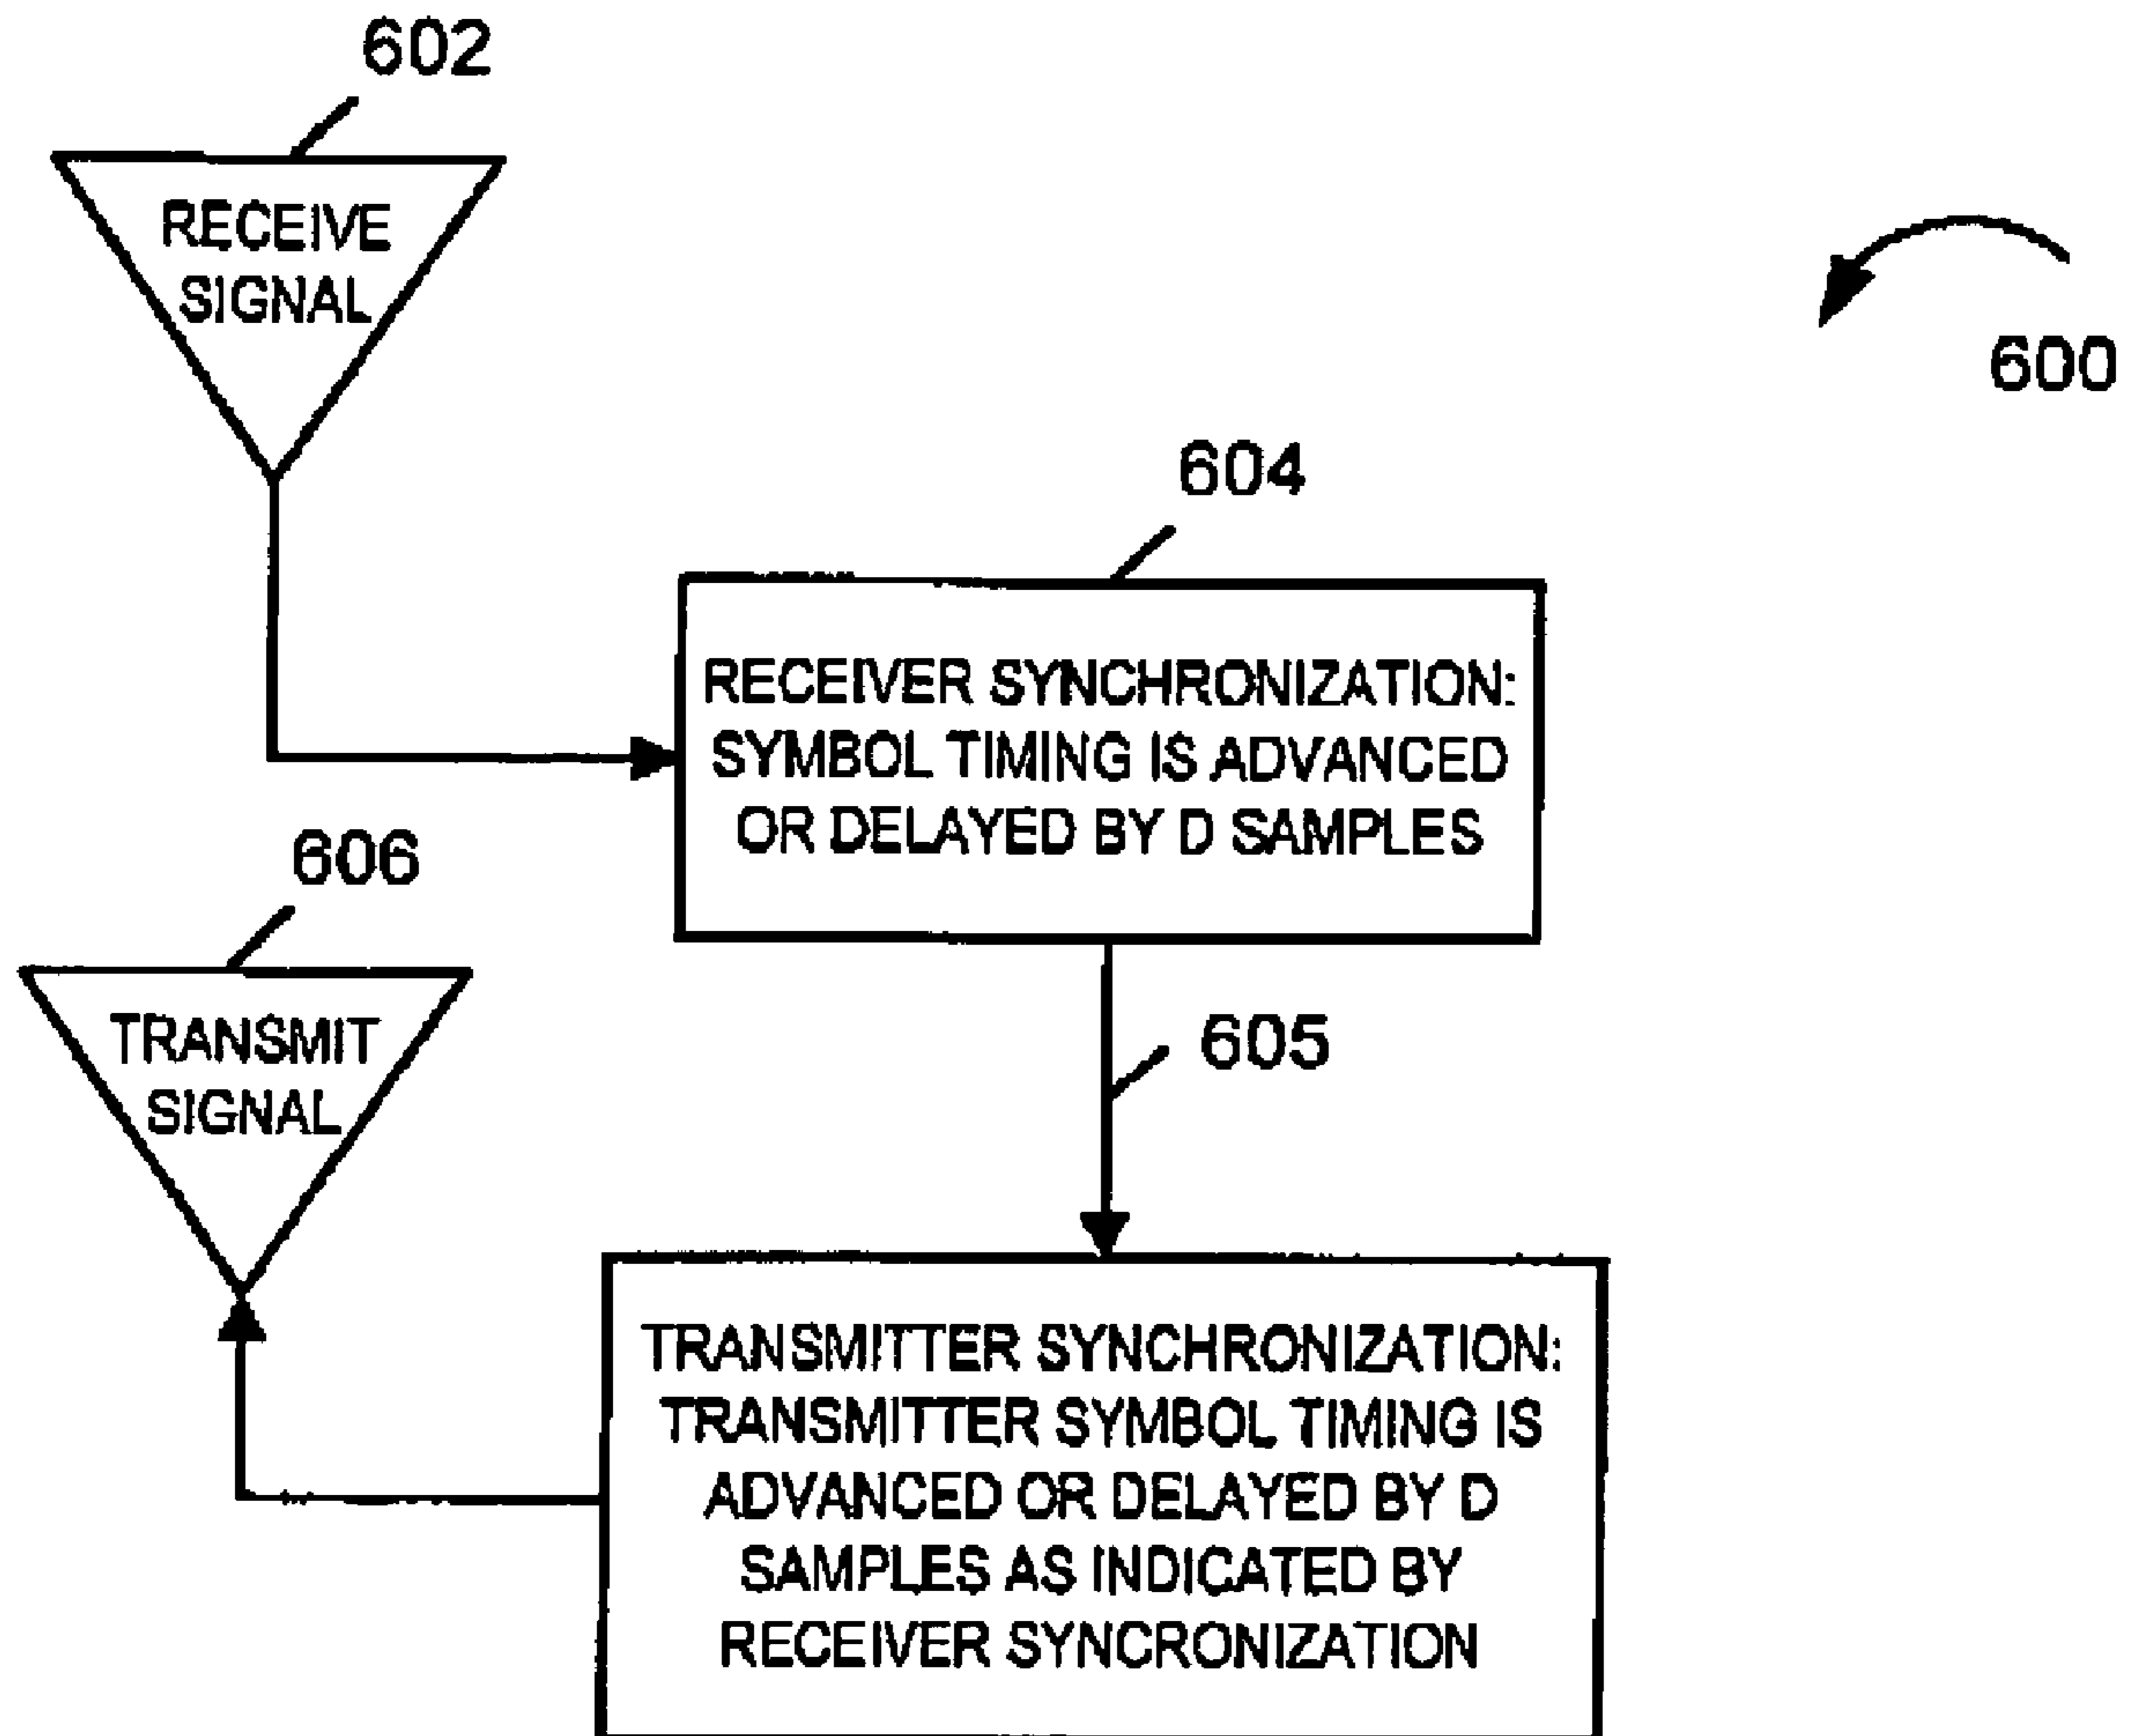 602
RECEIVE
SIGNAL
600
604
RECEIVER SYNCHRONIZATION:
SYMBOL TIMING IS ADVANCED
OR DELAYED BY D SAMPLES
606
TRANSMIT
SIGNAL
605
TRANSMITTER SYNCHRONIZATION:
TRANSMITTER SYMBOL TIMING IS
ADVANCED OR DELAYED BY D
SAMPLES AS INDICATED BY
RECEIVER SYNCRONIZATION